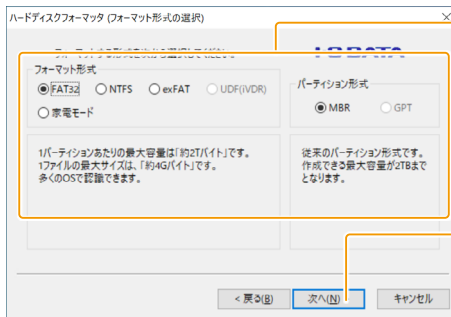 ハードディスクフォーマッタ (フォーマット形式の選択)
フォーマット形式
FAT32 NTFS exFAT UDF(iVDR)
家電モード
パーティション形式
MBR GPT
1パーティションあたりの最大容量は「約2Tバイト」です。
1ファイルの最大サイズは、「約4Gバイト」です。
多くのOSで認識できます。
従来のパーティション形式です。
作成できる最大容量が2TBまで
となります。
< 戻る(B) 次へ(N) キャンセル